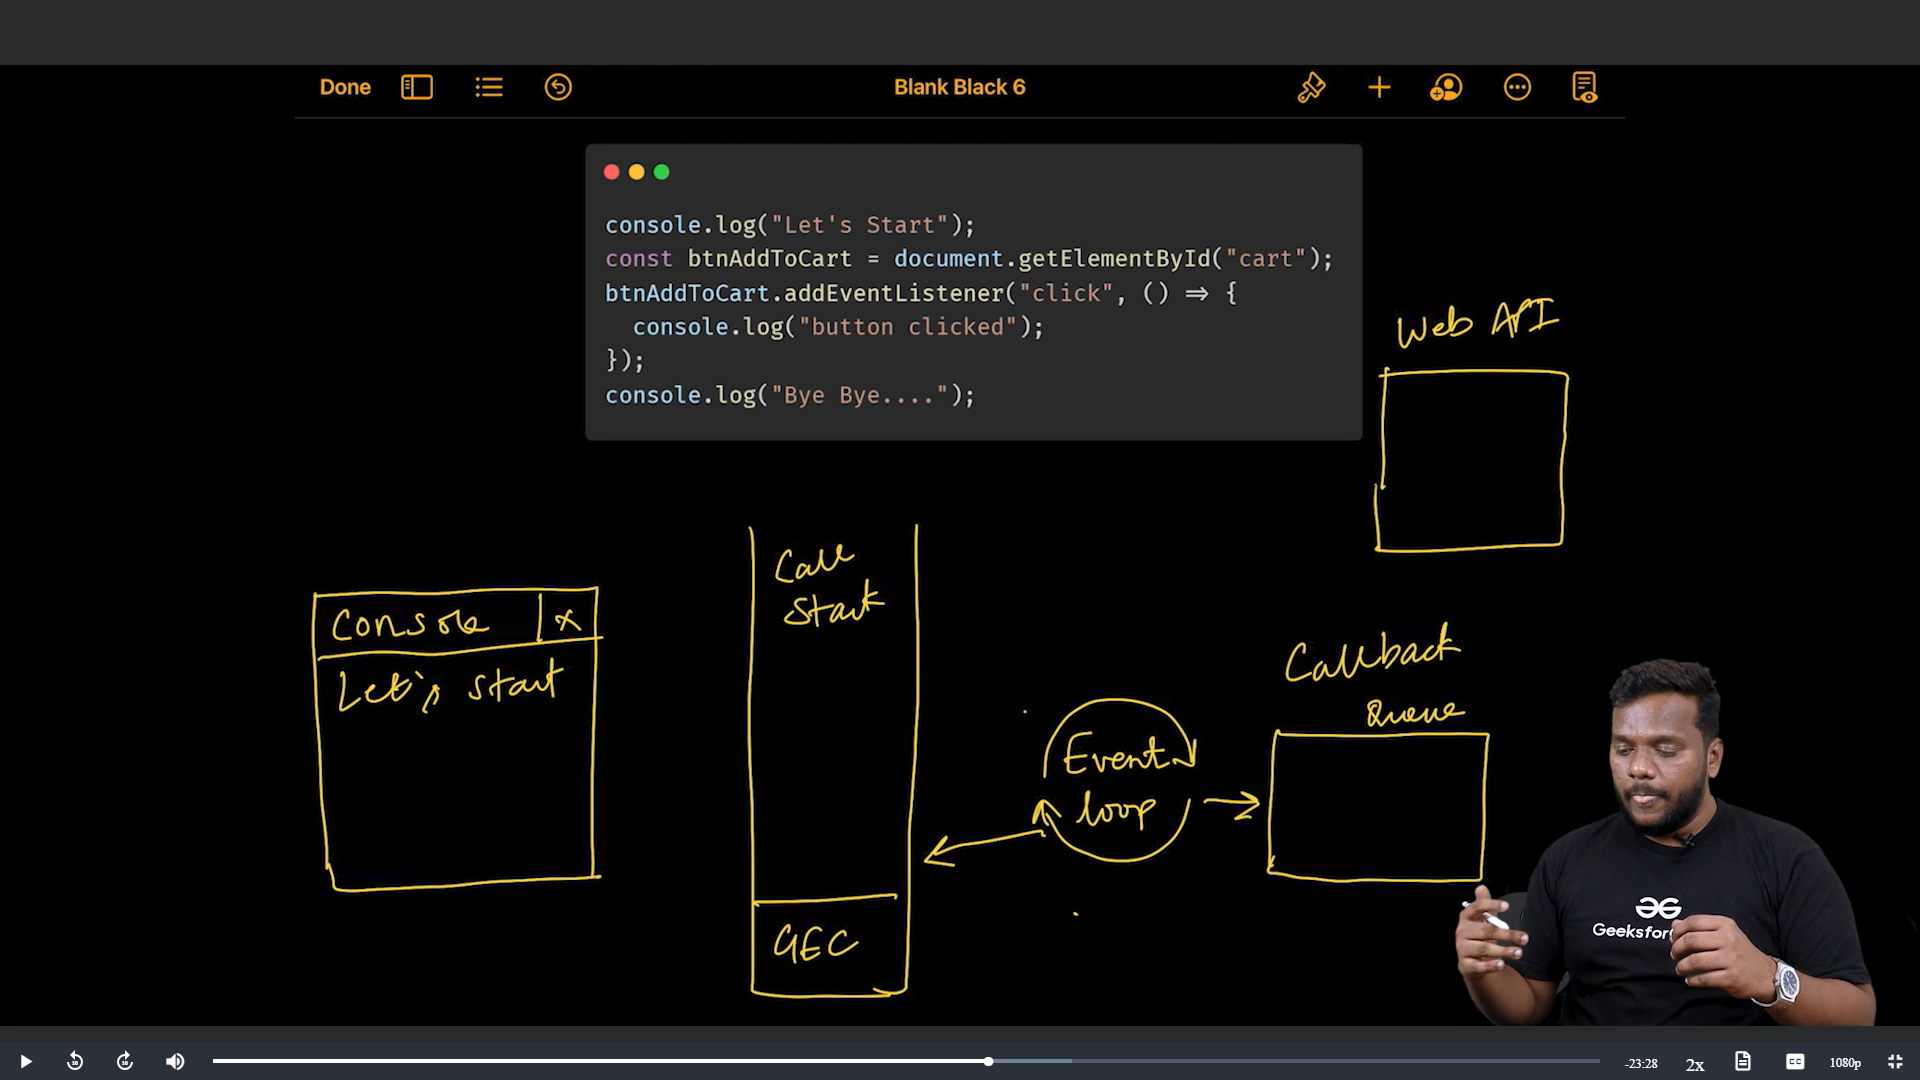 Done
Blank Black 6
console.log("Let's Start");
const btnAddToCart = document.getElementById("cart");
btnAddToCart.addEventListener("click", () => {
console.log("button clicked");
});
console.log("Bye Bye....");
Web API
Call
Stack
Console x
Let's start
Callback
Queue
Event
loop
GEC
GeeksforG
-23:28 2x CC 1080p